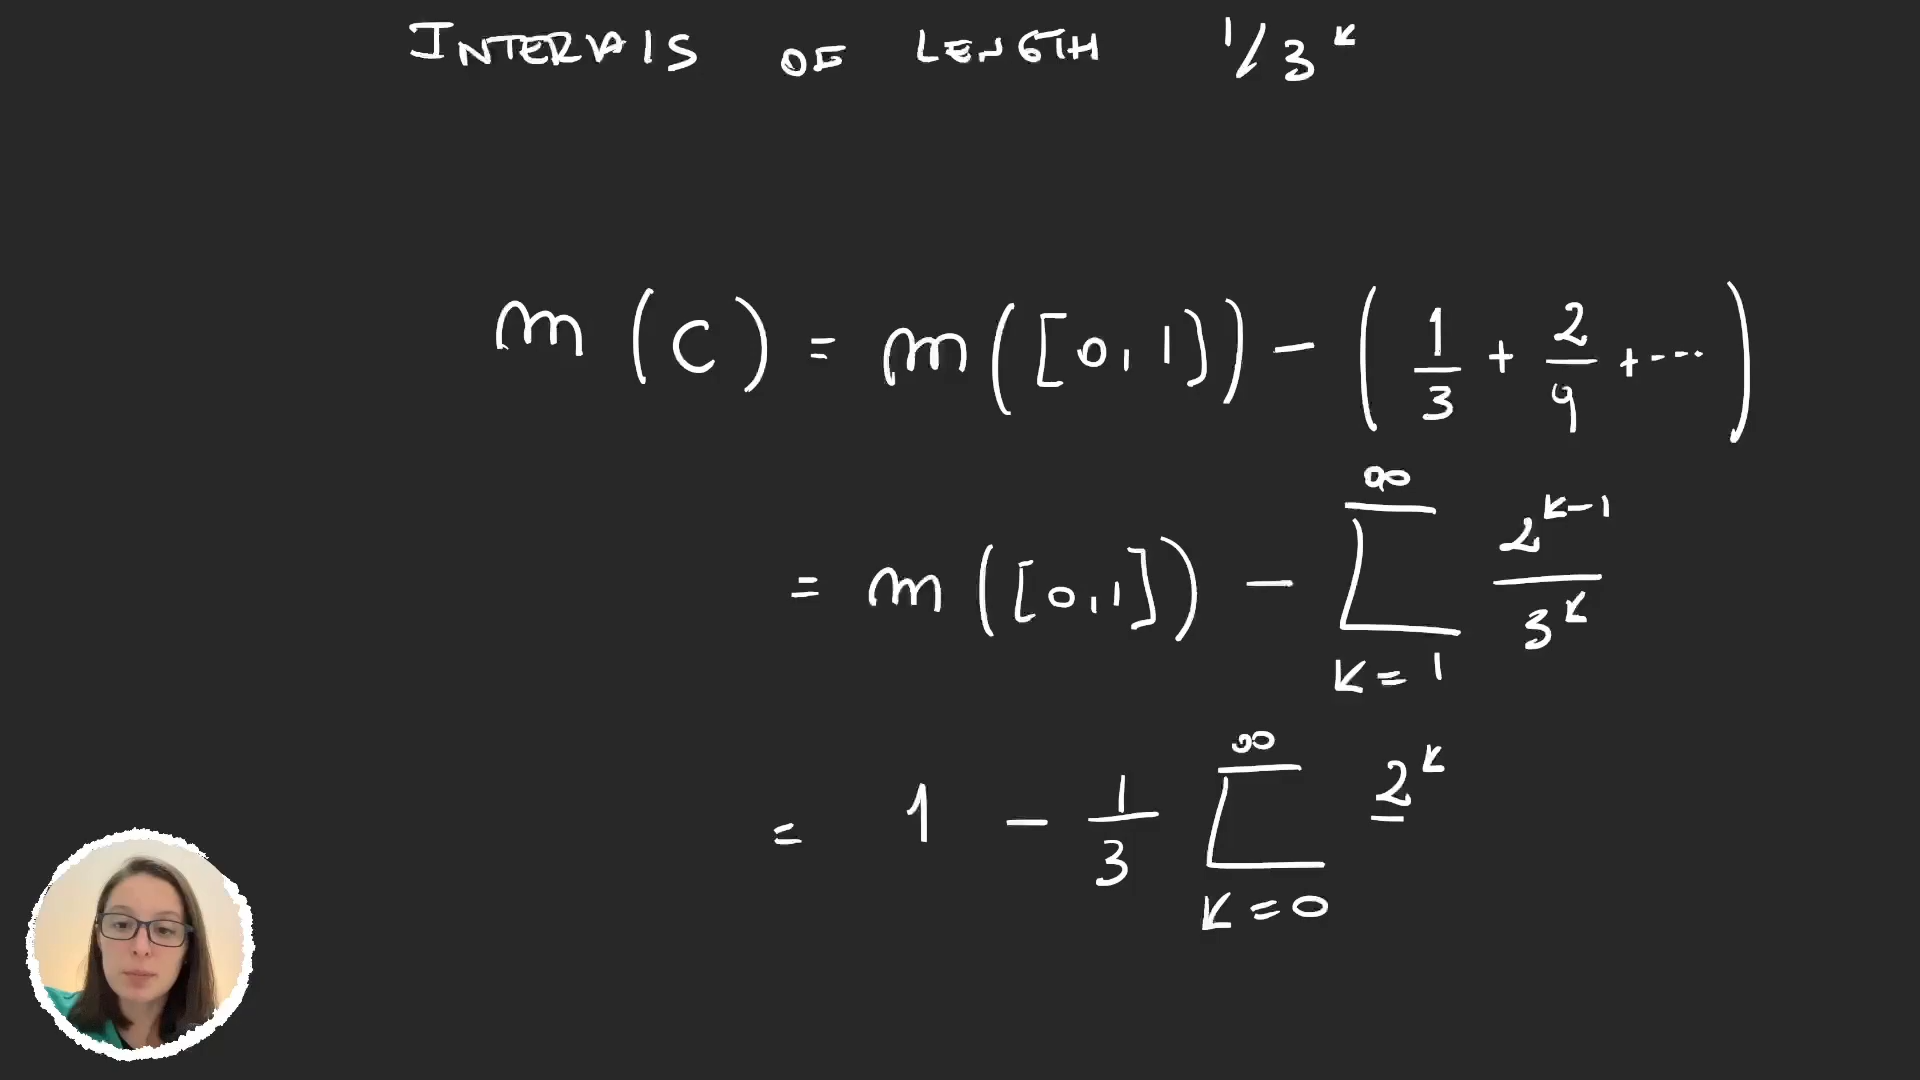 INTERVALS OF LENGTH 1/3^k
m(C) = m([0,1]) - (1/3 + 2/9 + ...)
= m([0,1]) - ∑_{k=1}^{∞} 2^{k-1}/3^k
= 1 - 1/3 ∑_{k=0}^{∞} 2^k